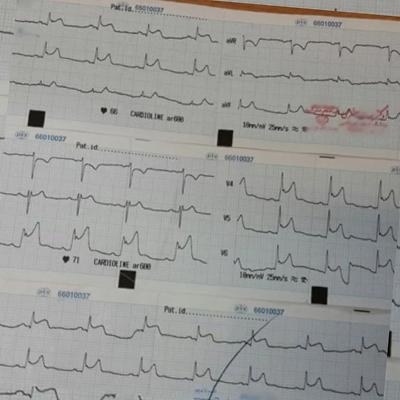 Pat.id. 66010037
66010037
aVR
aVL
aVF
66 CARDIOLINE ar600
10mm/mV 25mm/s
66010037
66010037
Pat.id.
V4
V5
V6
71 CARDIOLINE ar600
10mm/mV 25mm/s
66010037
Pat.id. 66010037